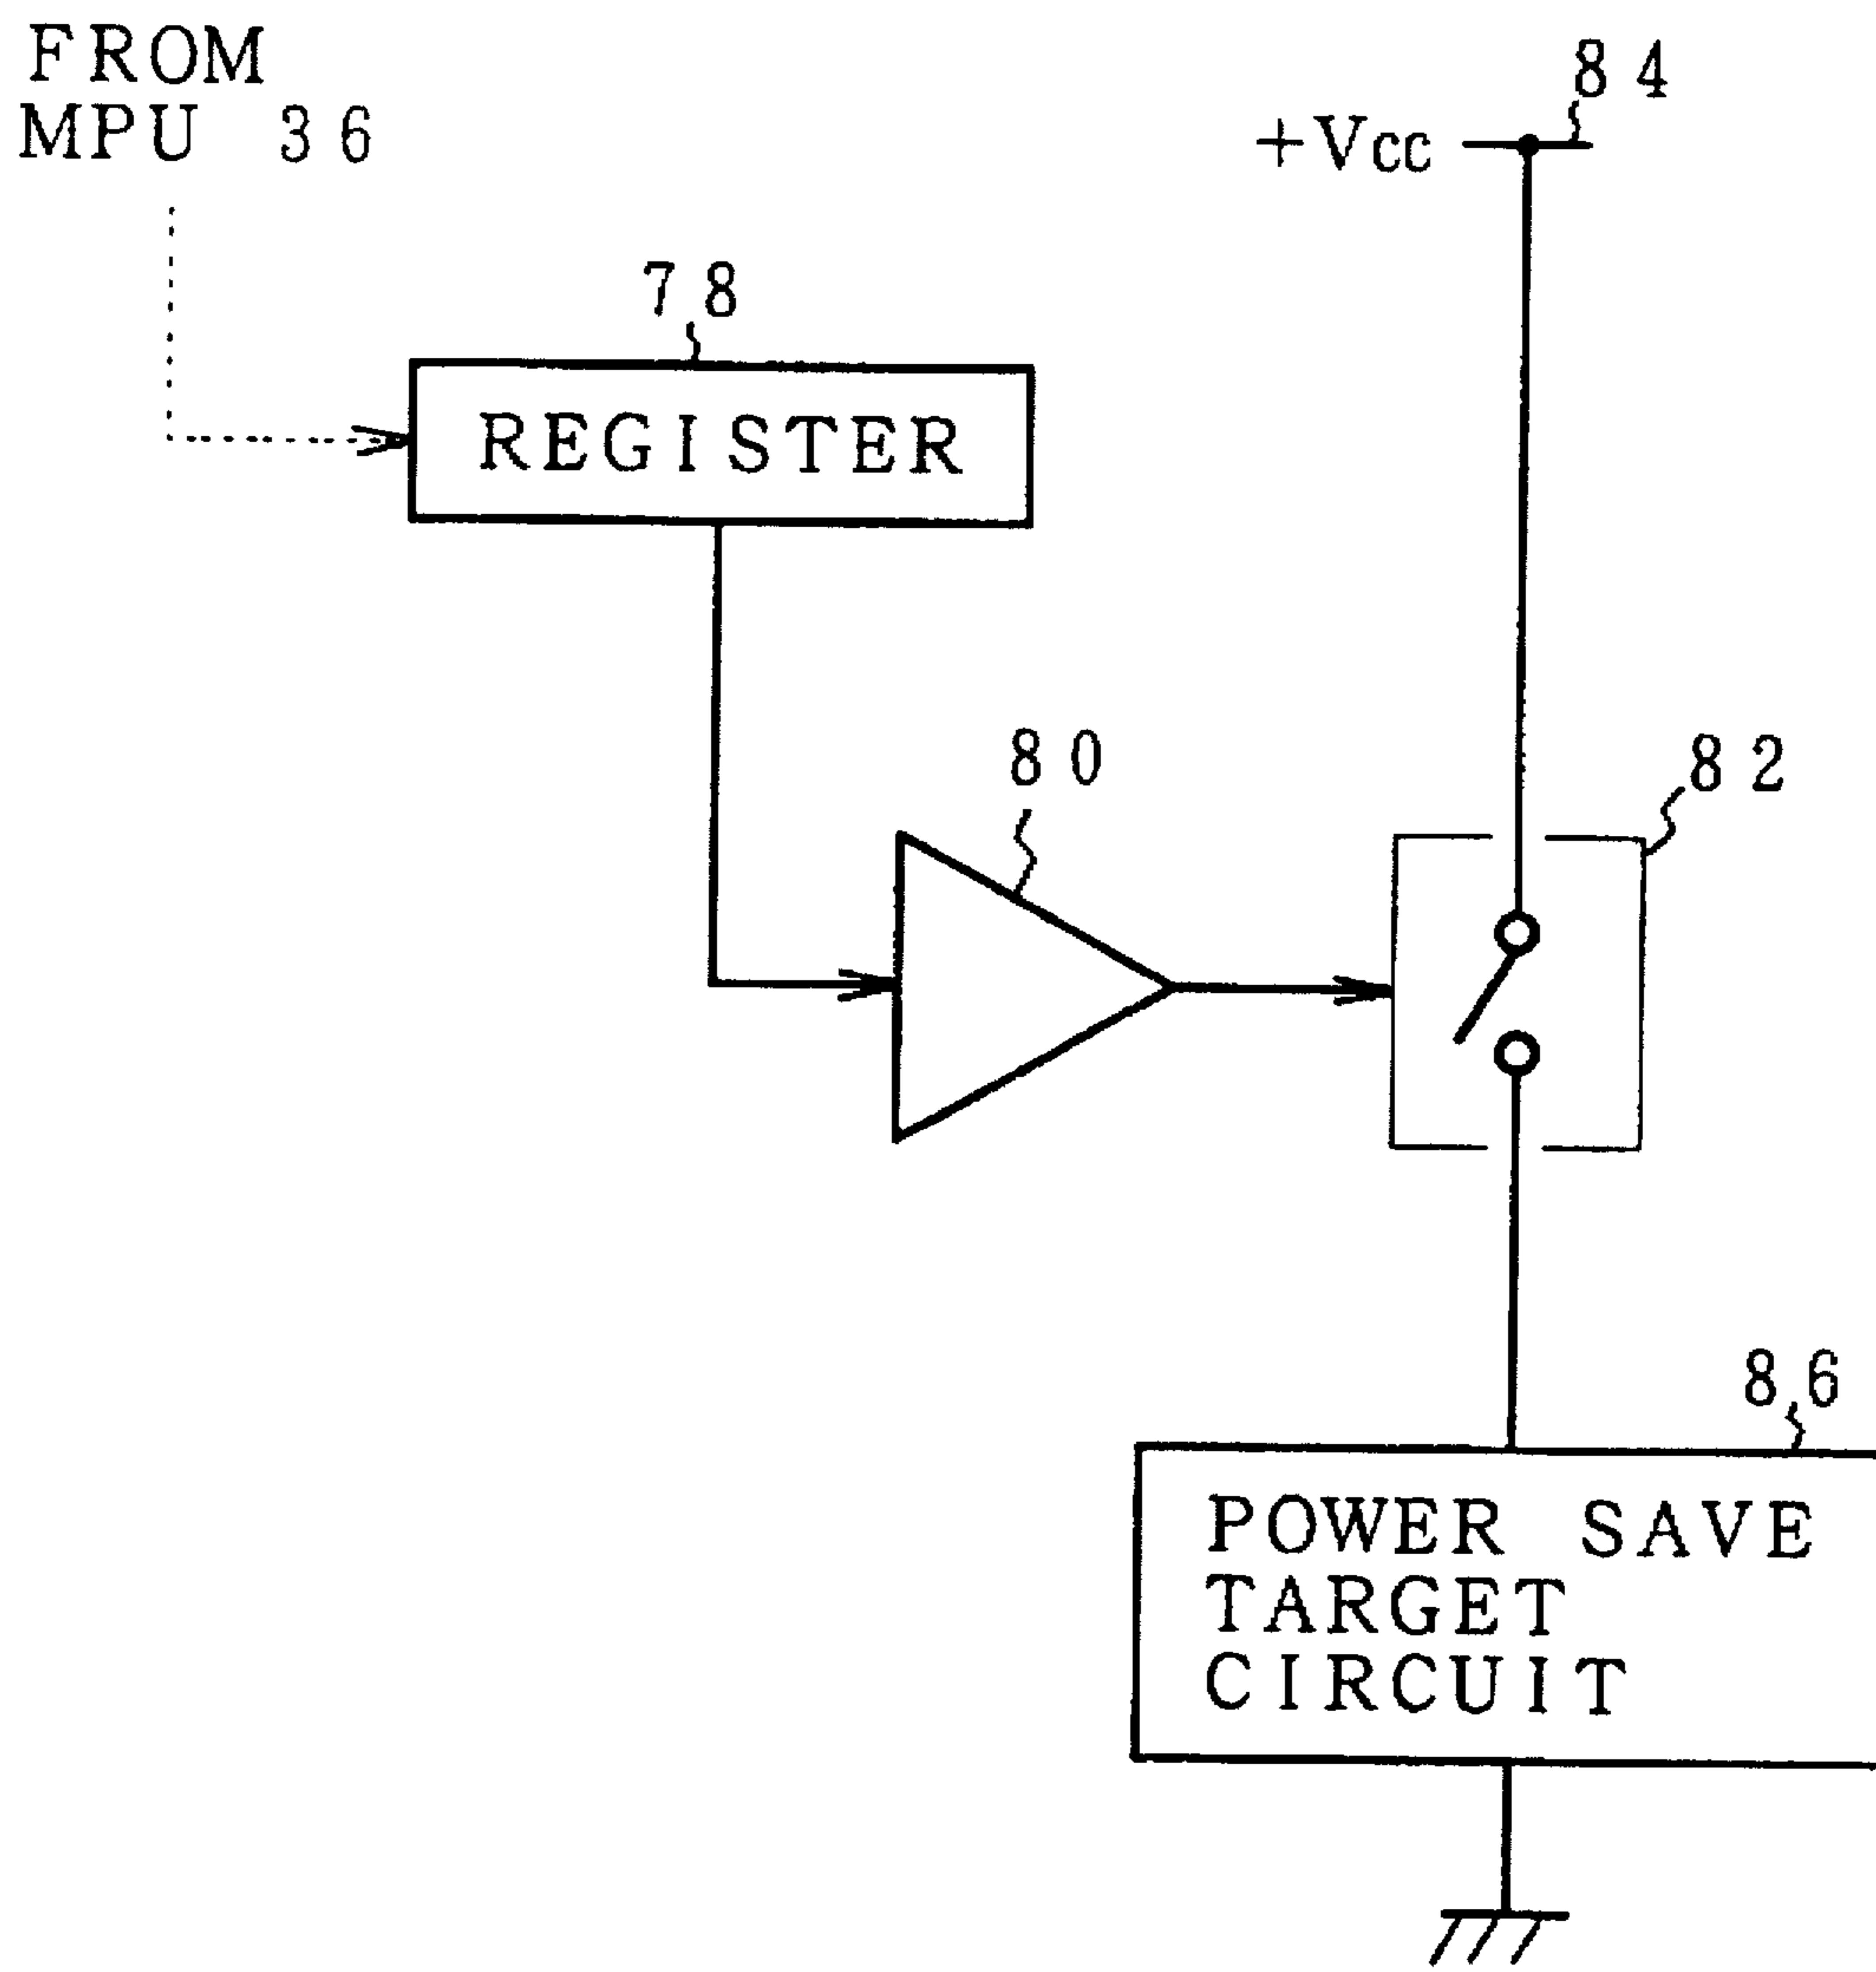 FROM
MPU 36
84
+Vcc
78
REGISTER
80
82
86
POWER SAVE
TARGET
CIRCUIT